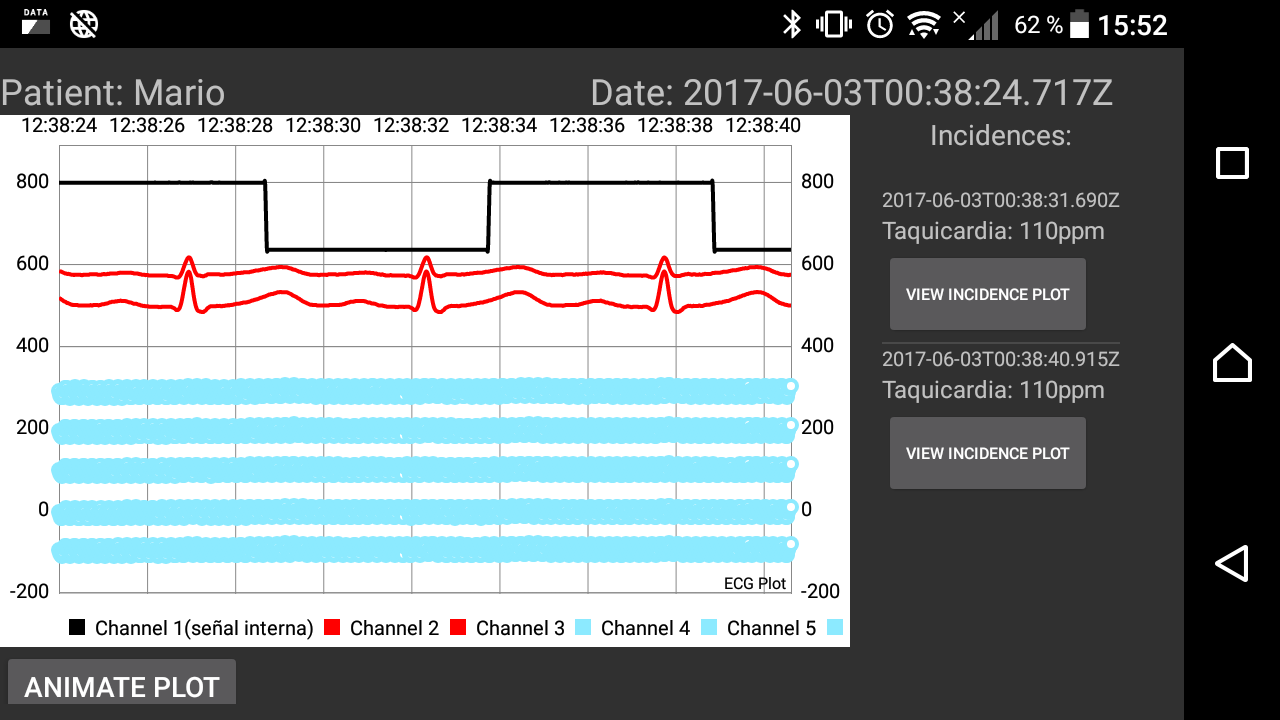 DATA
62 %
15:52
Patient: Mario
Date: 2017-06-03T00:38:24.717Z
12:38:24 12:38:26 12:38:28 12:38:30 12:38:32 12:38:34 12:38:36 12:38:38 12:38:40
800 800
600 600
400 400
200 200
0 0
-200 -200
ECG Plot
Channel 1(señal interna) Channel 2 Channel 3 Channel 4 Channel 5
Incidences:
2017-06-03T00:38:31.690Z
Taquicardia: 110ppm
VIEW INCIDENCE PLOT
2017-06-03T00:38:40.915Z
Taquicardia: 110ppm
VIEW INCIDENCE PLOT
ANIMATE PLOT